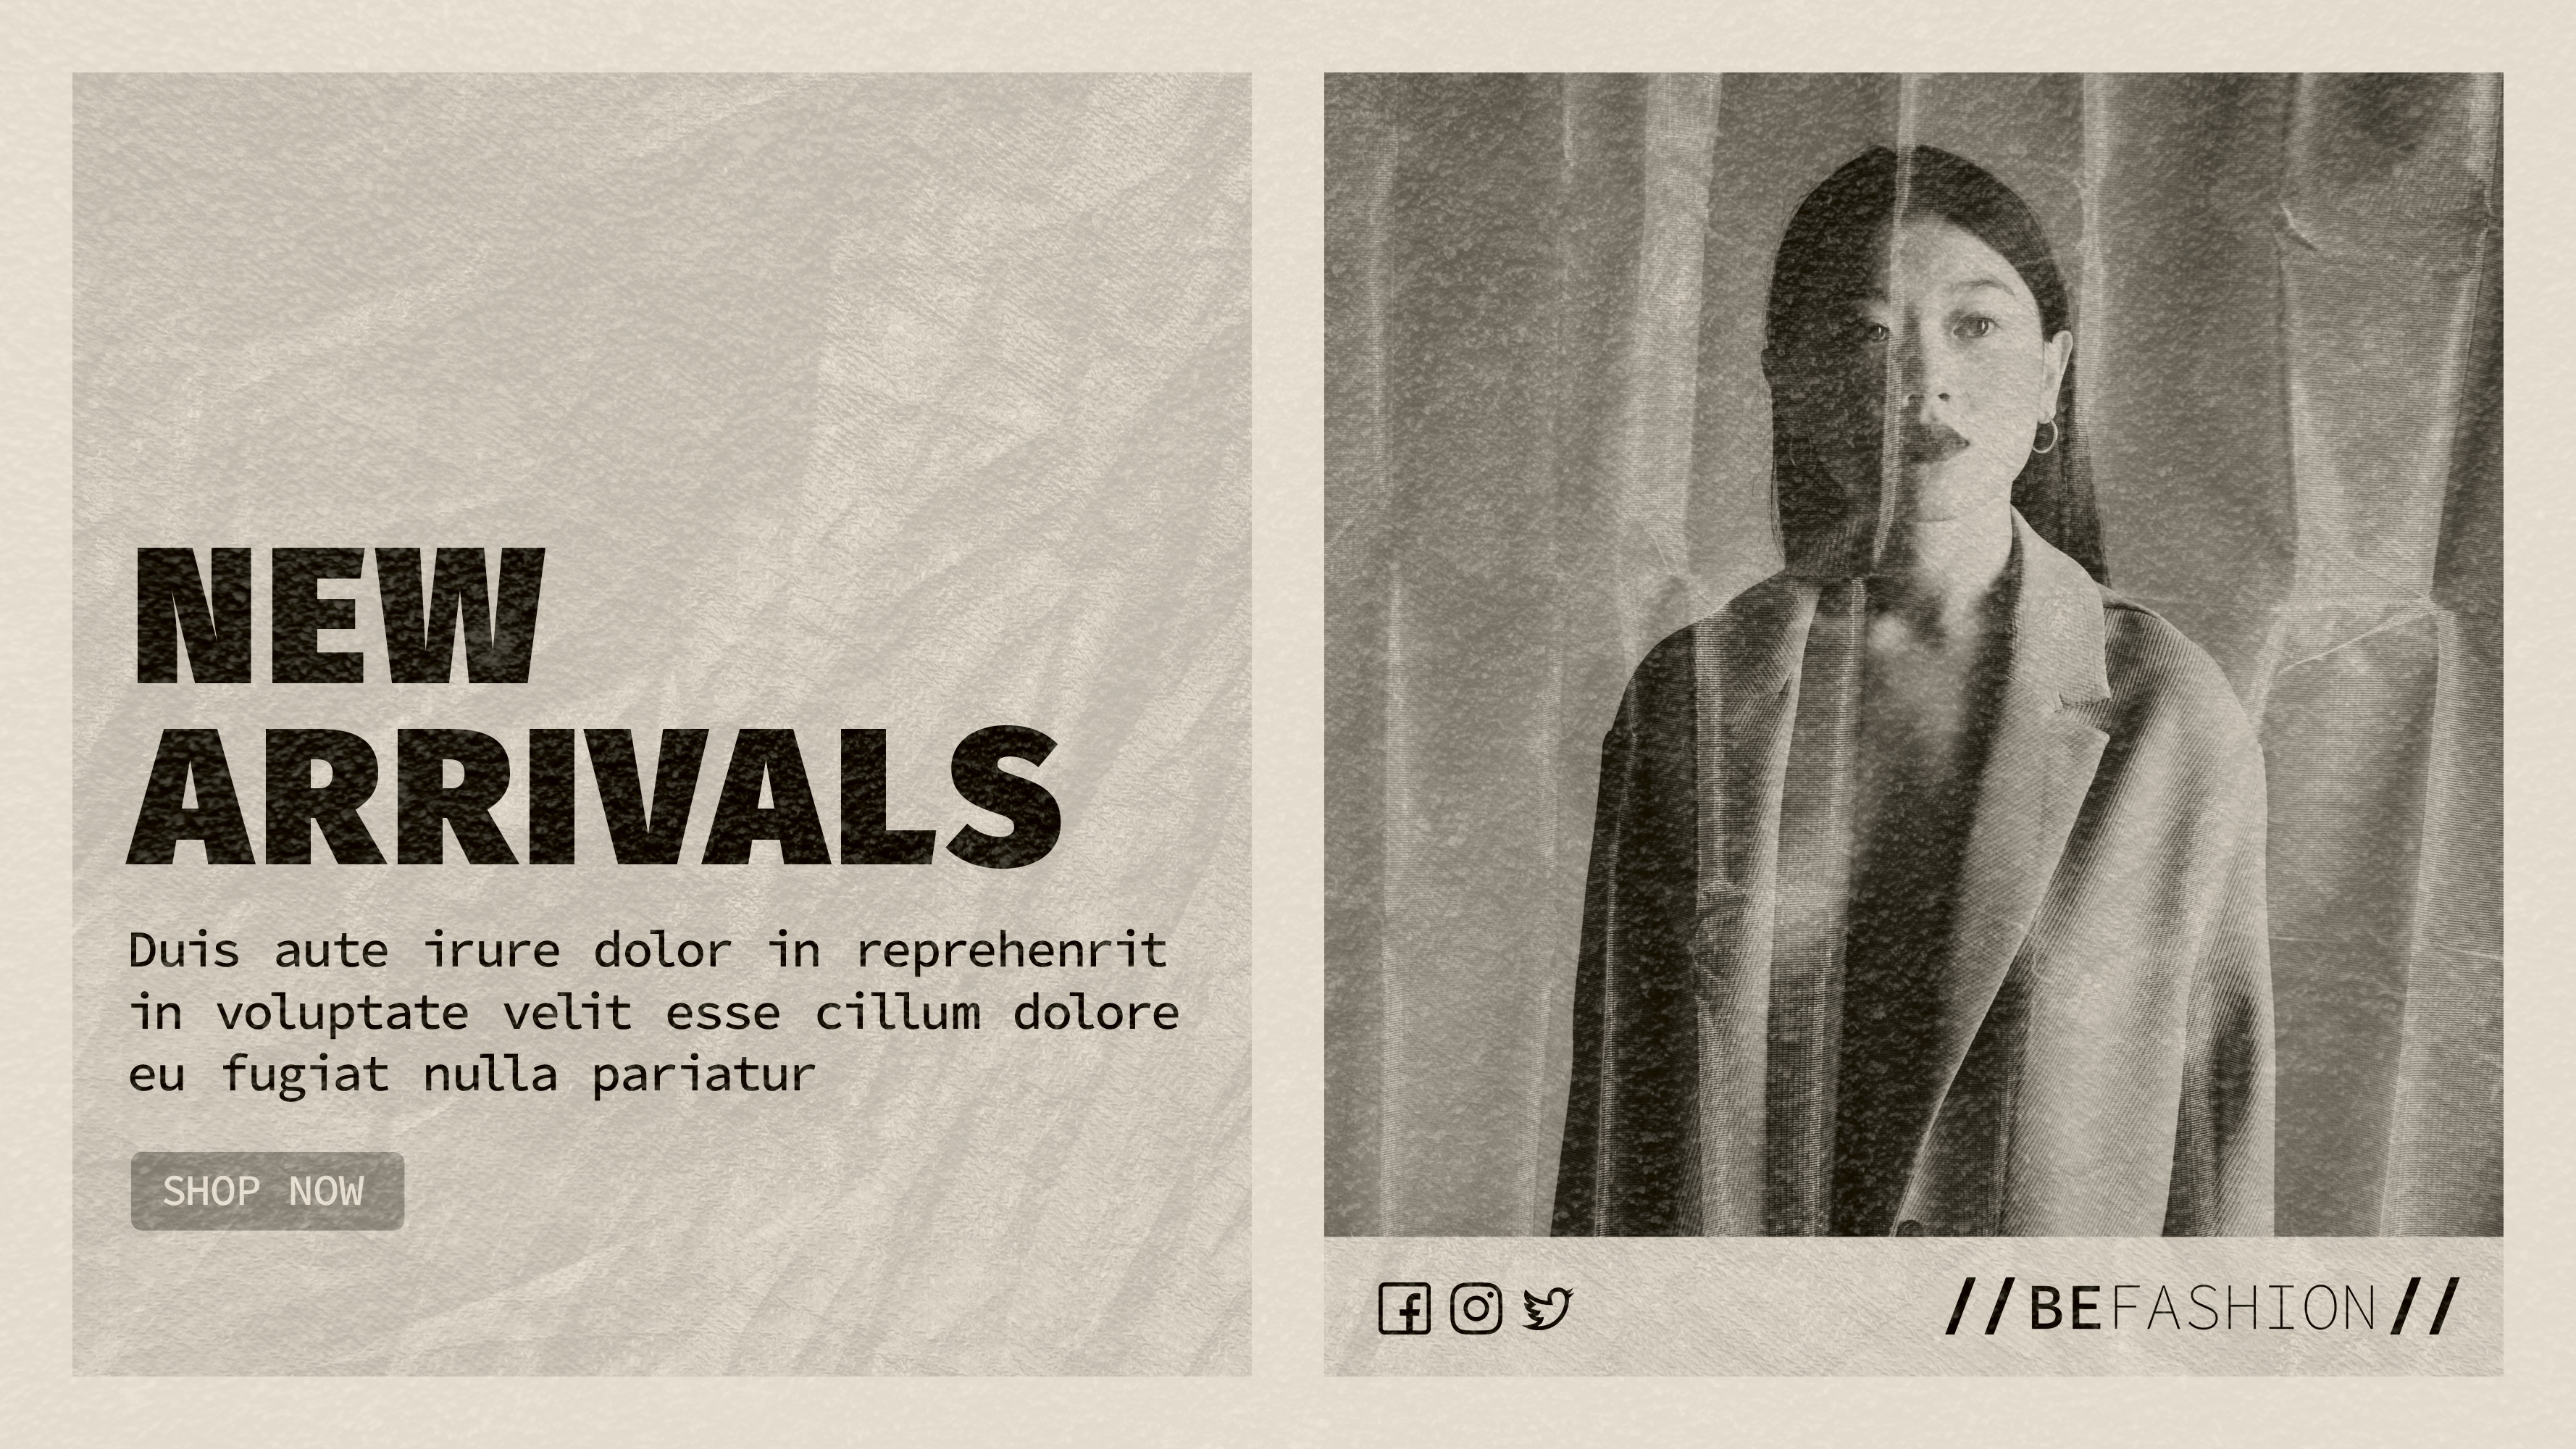 NEW
ARRIVALS
Duis aute irure dolor in reprehenrit
in voluptate velit esse cillum dolore
eu fugiat nulla pariatur
SHOP NOW
//BEFASHION//